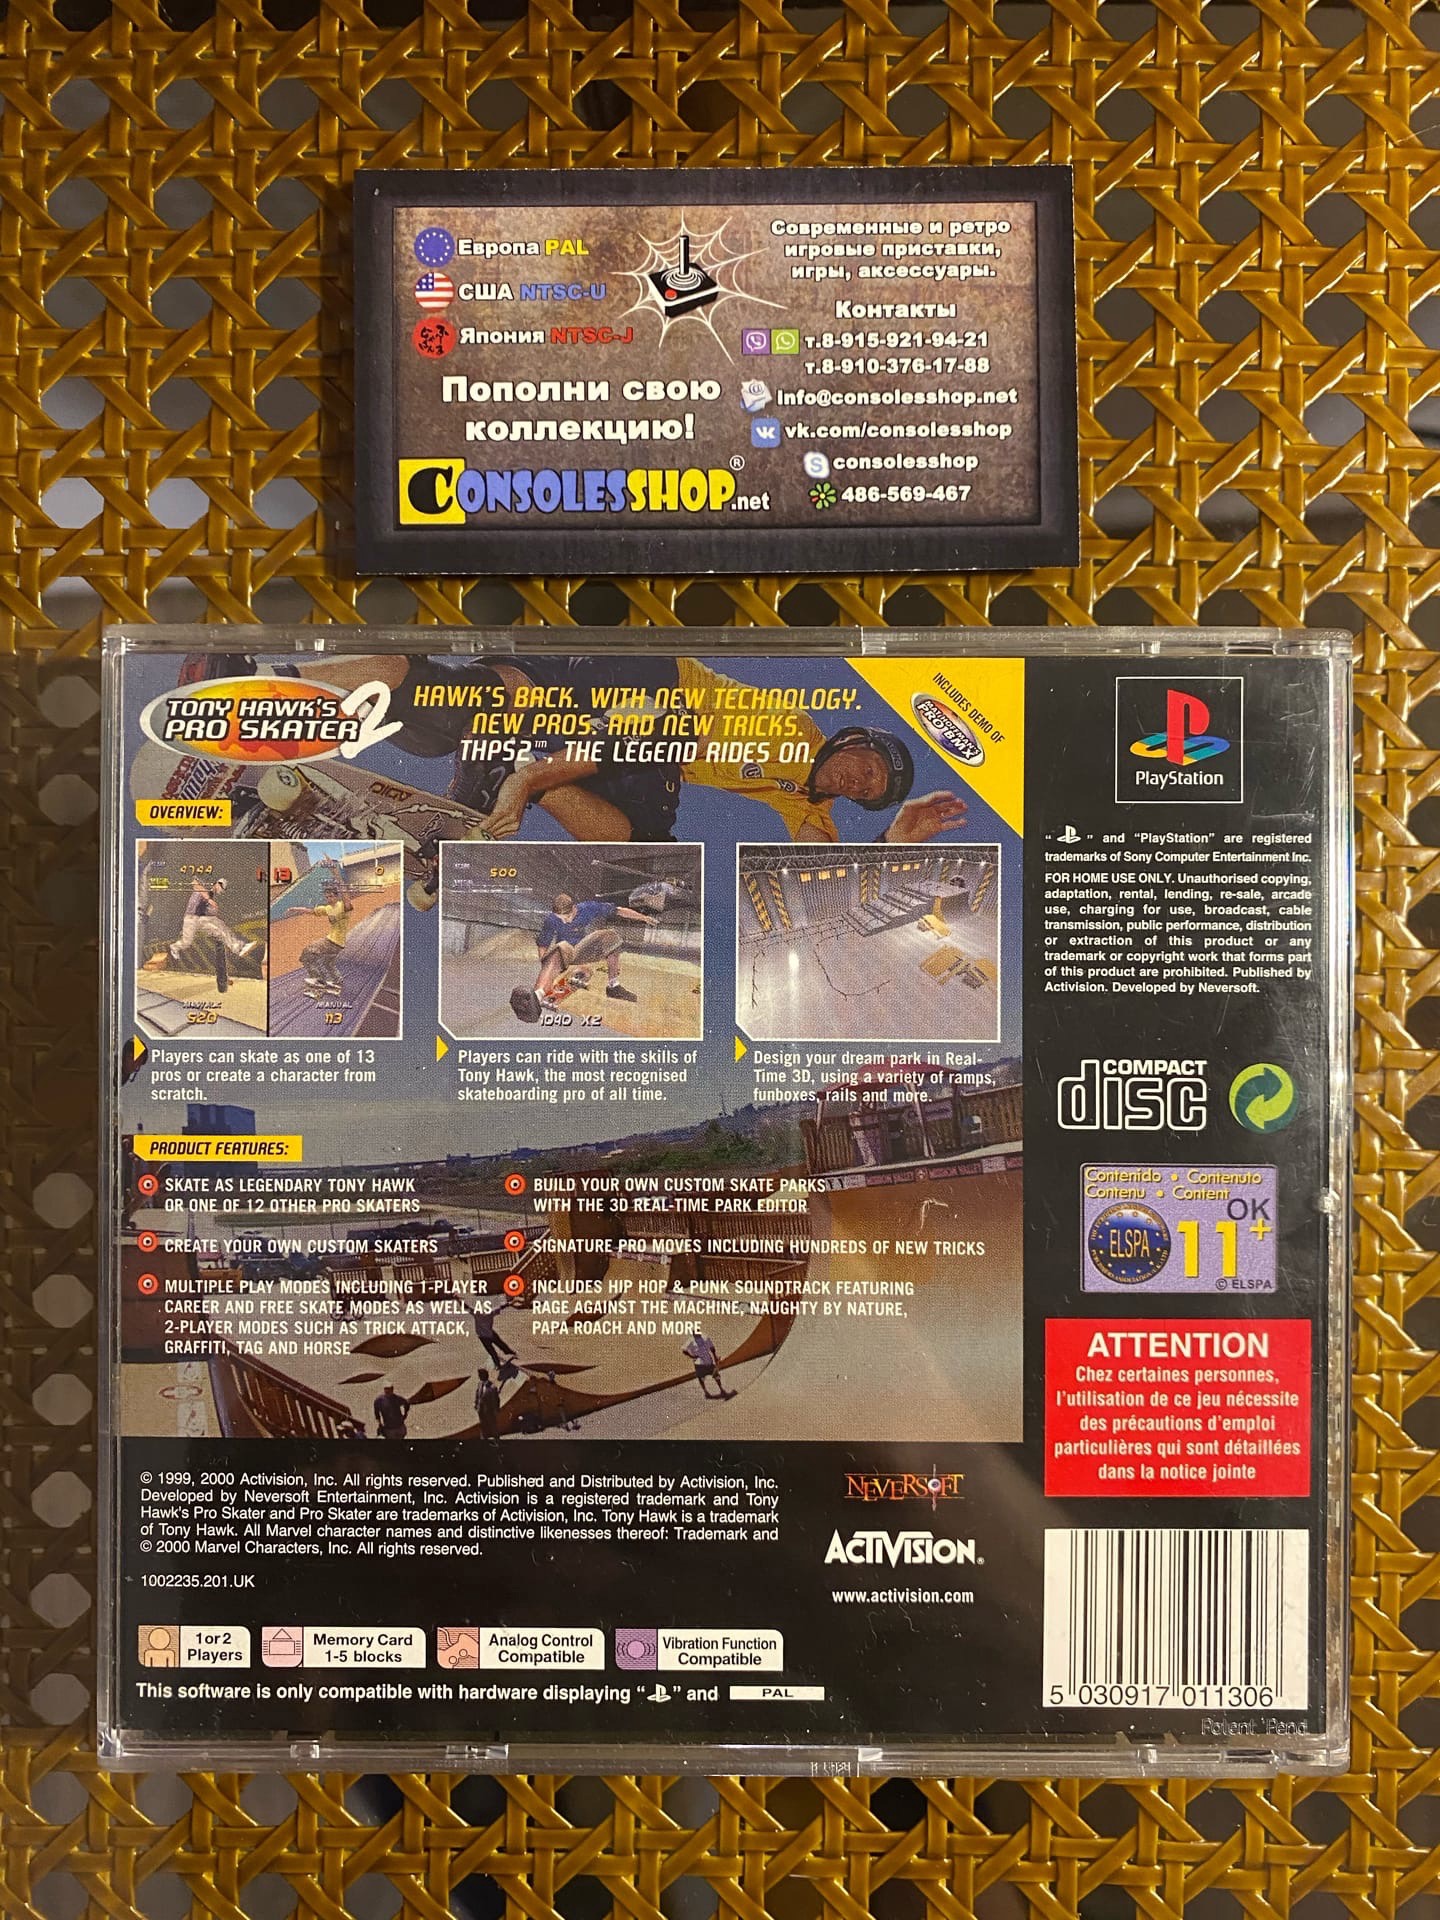 Европа PAL
США NTSC-U
Япония NTSC-J
Пополни свою
коллекцию!
CONSOLESSHOP.net
®
Современные и ретро
игровые приставки,
игры, аксессуары.
Контакты
т.8-915-921-94-21
т.8-910-376-17-88
info@consolesshop.net
vk.com/consolesshop
consolesshop
486-569-467
TONY HAWK'S
PRO SKATER 2
HAWK'S BACK. WITH NEW TECHNOLOGY.
NEW PROS. AND NEW TRICKS.
THPS2™, THE LEGEND RIDES ON.
INCLUDES DEMO OF
PRO BMX
OVERVIEW:
4744
1:13
0
520
MANUAL
113
500
1040 X2
Players can skate as one of 13
pros or create a character from
scratch.
Players can ride with the skills of
Tony Hawk, the most recognised
skateboarding pro of all time.
Design your dream park in Real-
Time 3D, using a variety of ramps,
funboxes, rails and more.
PRODUCT FEATURES:
SKATE AS LEGENDARY TONY HAWK
OR ONE OF 12 OTHER PRO SKATERS
CREATE YOUR OWN CUSTOM SKATERS
MULTIPLE PLAY MODES INCLUDING 1-PLAYER
CAREER AND FREE SKATE MODES AS WELL AS
2-PLAYER MODES SUCH AS TRICK ATTACK,
GRAFFITI, TAG AND HORSE
BUILD YOUR OWN CUSTOM SKATE PARKS
WITH THE 3D REAL-TIME PARK EDITOR
SIGNATURE PRO MOVES INCLUDING HUNDREDS OF NEW TRICKS
INCLUDES HIP HOP & PUNK SOUNDTRACK FEATURING
RAGE AGAINST THE MACHINE, NAUGHTY BY NATURE,
PAPA ROACH AND MORE
© 1999, 2000 Activision, Inc. All rights reserved. Published and Distributed by Activision, Inc.
Developed by Neversoft Entertainment, Inc. Activision is a registered trademark and Tony
Hawk's Pro Skater and Pro Skater are trademarks of Activision, Inc. Tony Hawk is a trademark
of Tony Hawk. All Marvel character names and distinctive likenesses thereof: Trademark and
© 2000 Marvel Characters, Inc. All rights reserved.
1002235.201.UK
NEVERSOFT
ACTIVISION®
www.activision.com
1 or 2
Players
Memory Card
1-5 blocks
Analog Control
Compatible
Vibration Function
Compatible
This software is only compatible with hardware displaying " " and PAL
PlayStation
" " and "PlayStation" are registered
trademarks of Sony Computer Entertainment Inc.
FOR HOME USE ONLY. Unauthorised copying,
adaptation, rental, lending, re-sale, arcade
use, charging for use, broadcast, cable
transmission, public performance, distribution
or extraction of this product or any
trademark or copyright work that forms part
of this product are prohibited. Published by
Activision. Developed by Neversoft.
COMPACT
disc
Contenido • Contenuto
Contenu • Content
OK
ELSPA
11+
© ELSPA
ATTENTION
Chez certaines personnes,
l'utilisation de ce jeu nécessite
des précautions d'emploi
particulières qui sont détaillées
dans la notice jointe
5 030917 011306
Patent Pend